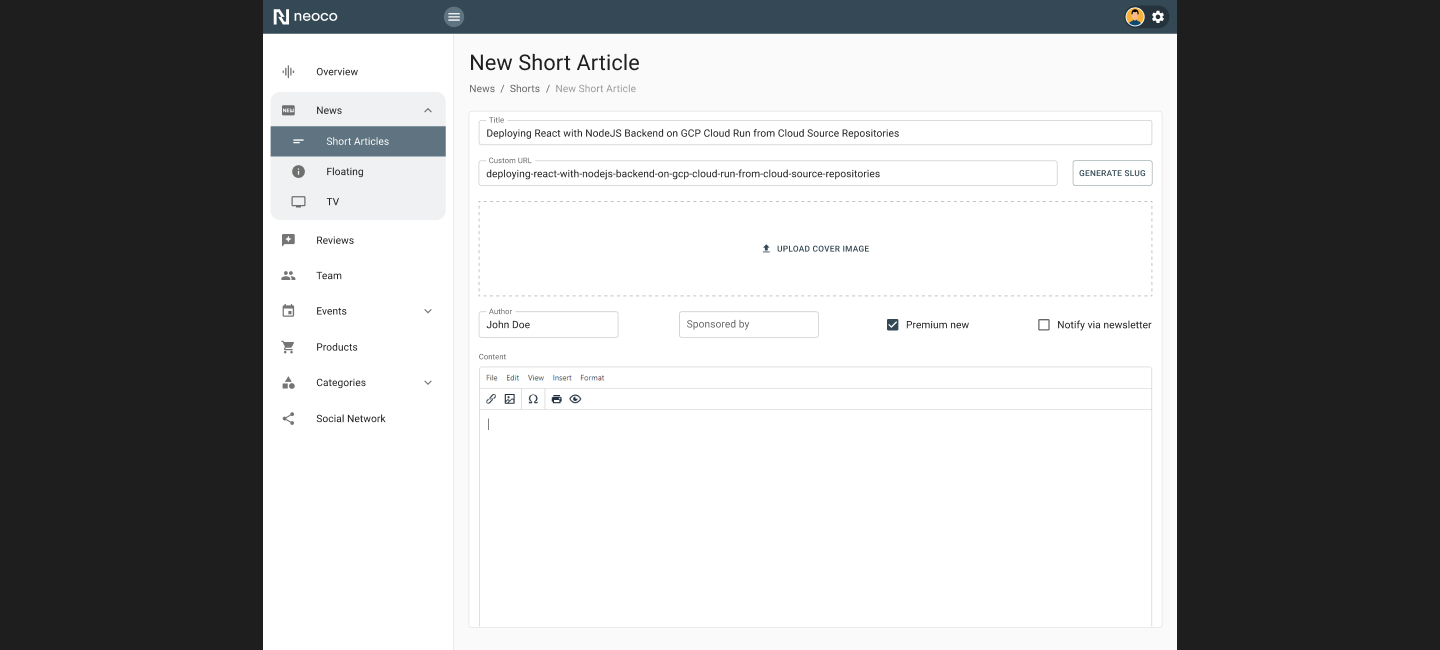 neoco
Overview
NEW
News
Short Articles
Floating
TV
Reviews
Team
Events
Products
Categories
Social Network
New Short Article
News / Shorts / New Short Article
Title
Deploying React with NodeJS Backend on GCP Cloud Run from Cloud Source Repositories
Custom URL
deploying-react-with-nodejs-backend-on-gcp-cloud-run-from-cloud-source-repositories
GENERATE SLUG
UPLOAD COVER IMAGE
Author
John Doe
Sponsored by
Premium new
Notify via newsletter
Content
File Edit View Insert Format
Ω